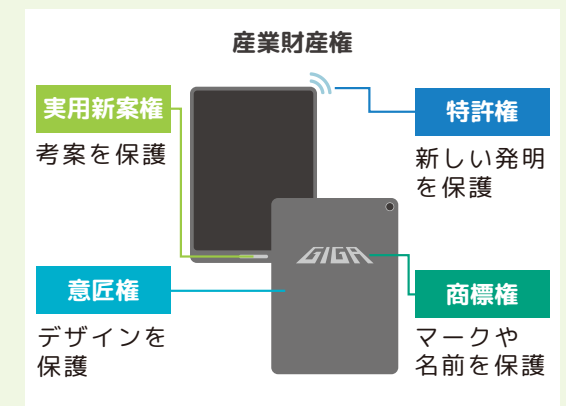 産業財産権
実用新案権
考案を保護
特許権
新しい発明
を保護
GIGA
意匠権
デザインを
保護
商標権
マークや
名前を保護